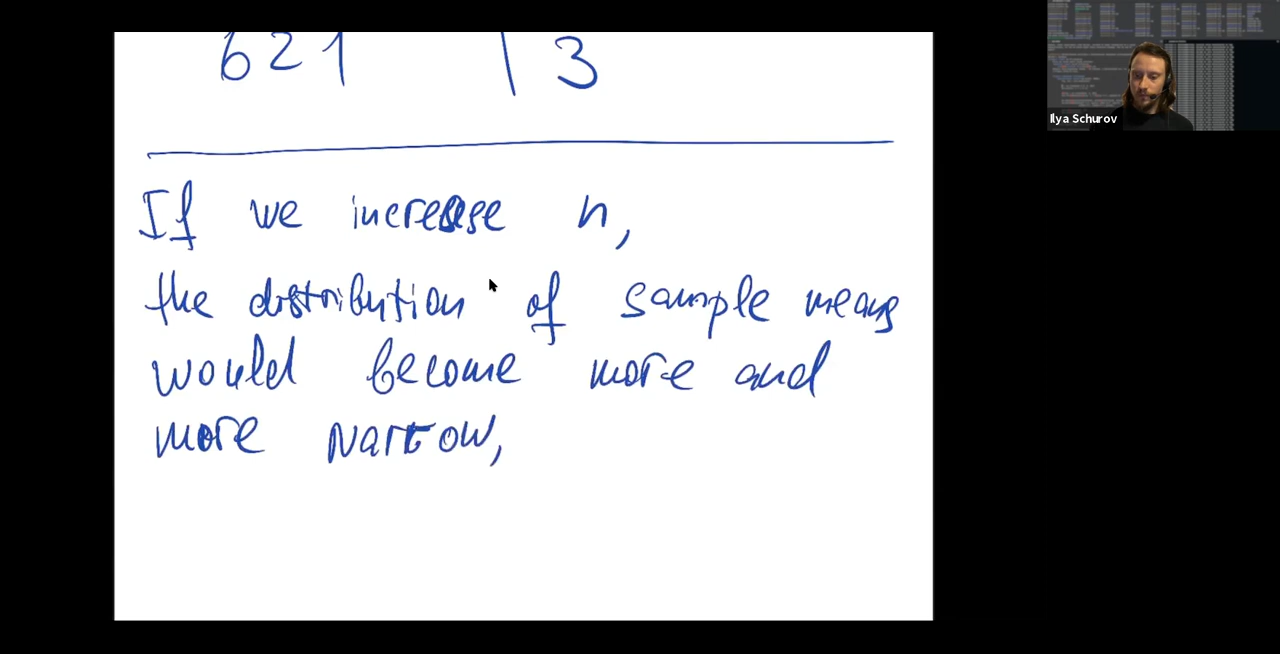 621 | 3
Ilya Schurov
If we increase n,
the distribution of sample means
would become more and
more narrow,